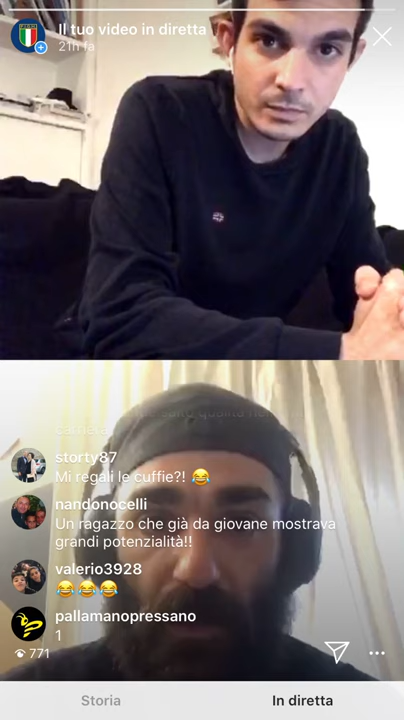 Il tuo video in diretta
21h fa
carriera
storty87
Mi regali le cuffie?! 😂
nandonocelli
Un ragazzo che già da giovane mostrava
grandi potenzialità!!
valerio3928
😂😂😂
pallamanopressano
1
771
Storia
In diretta